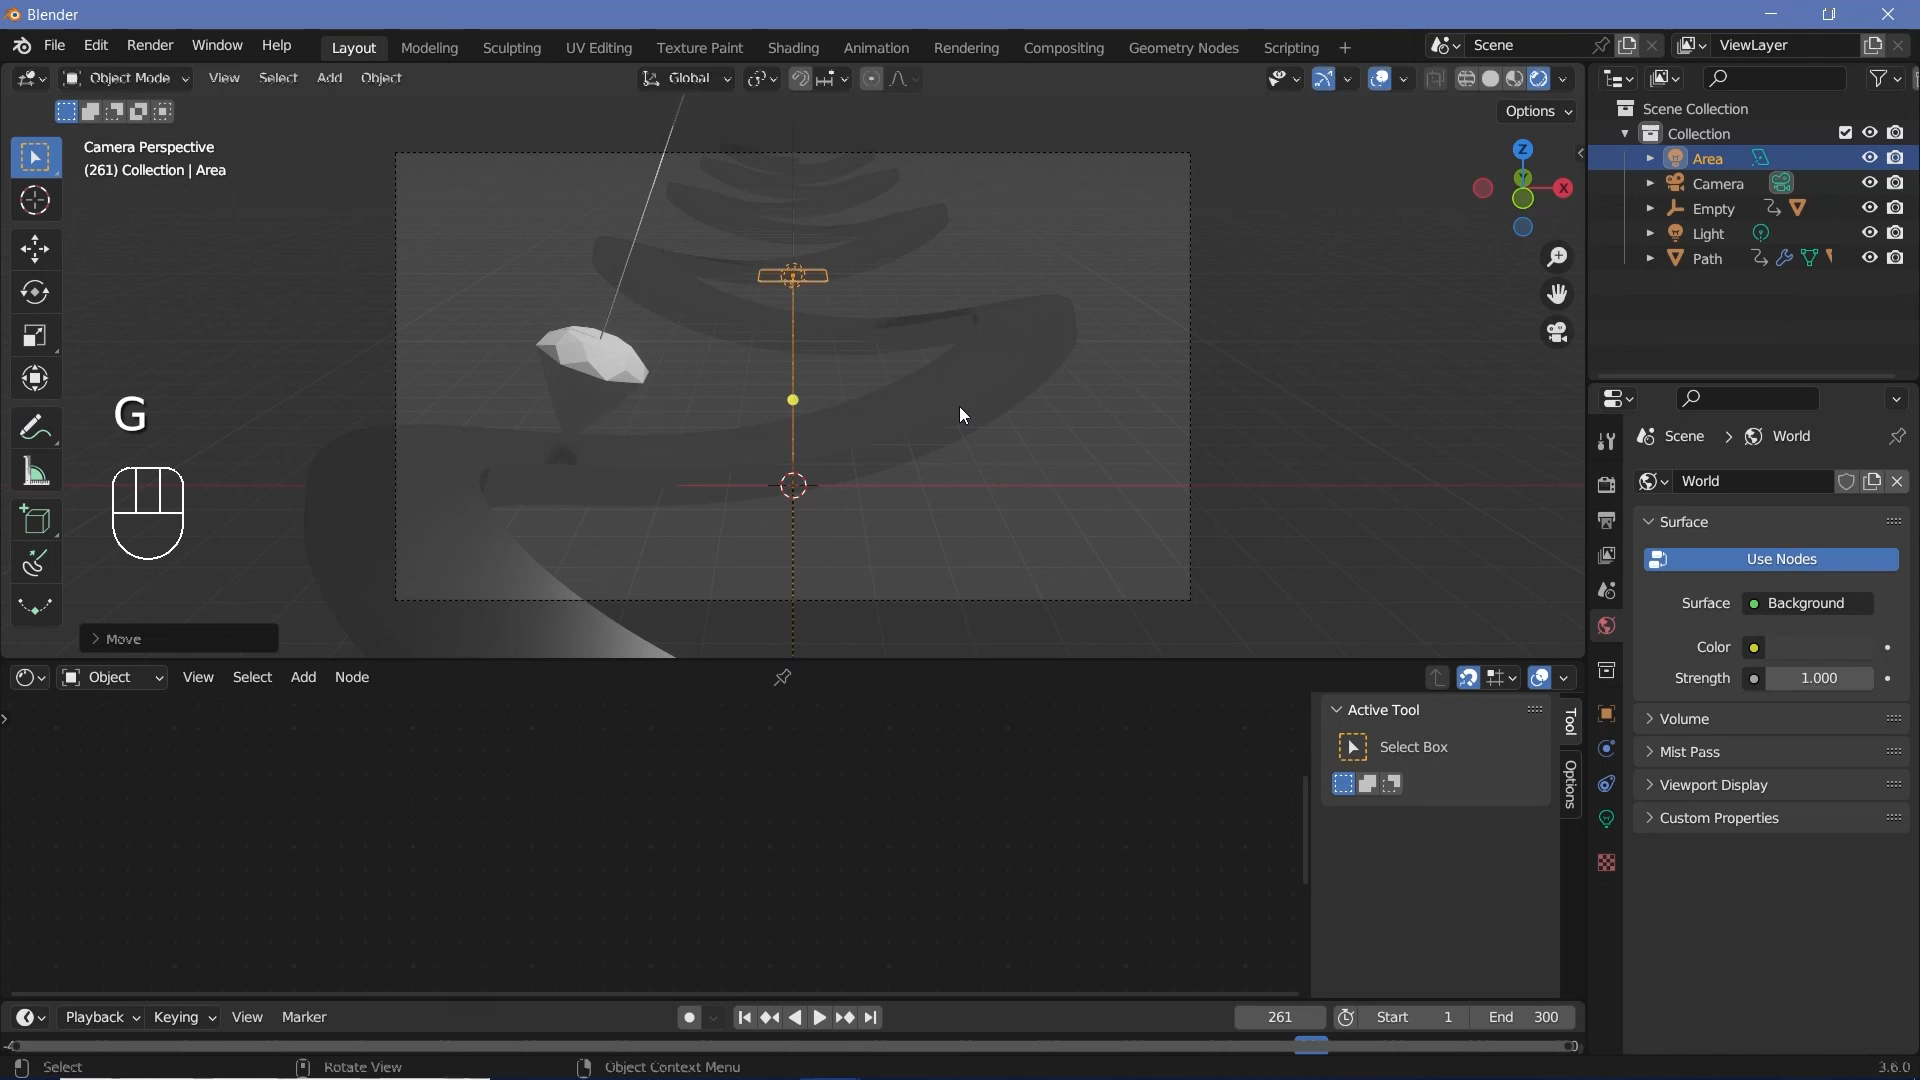 Blender
File Edit Render Window Help Layout Modeling Sculpting UV Editing Texture Paint Shading Animation Rendering Compositing Geometry Nodes Scripting + Scene ViewLayer
Object Mode View Select Add Object Global
Options
Camera Perspective
(261) Collection | Area
Z
X
G
Move
Scene Collection
Collection
Area
Camera
Empty
Light
Path
Scene > World
World
Surface
Use Nodes
Surface Background
Color
Strength 1.000
Volume
Mist Pass
Viewport Display
Custom Properties
Object View Select Add Node
Active Tool
Select Box
Tool
Options
Playback Keying View Marker 261 Start 1 End 300
Select Rotate View Object Context Menu 3.6.0